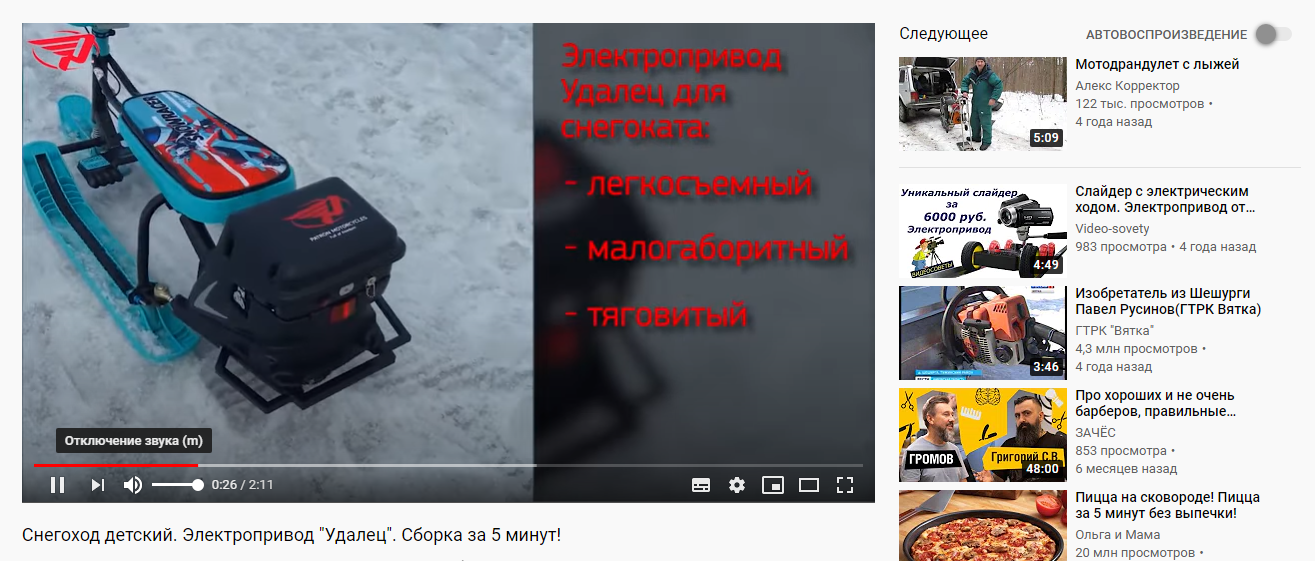 Электропривод
Удалец для
снегоката:
- легкосъемный
- малогаборитный
- тяговитый
SNOWRACER
PATRON MOTORCYCLES
Отключение звука (m)
0:26 / 2:11
Снегоход детский. Электропривод "Удалец". Сборка за 5 минут!
Следующее
АВТОВОСПРОИЗВЕДЕНИЕ
5:09
Мотодрандулет с лыжей
Алекс Корректор
122 тыс. просмотров •
4 года назад
Уникальный слайдер
за
6000 руб.
Электропривод
ВИДЕОСОВЕТЫ
4:49
Слайдер с электрическим
ходом. Электропривод от…
Video-sovety
983 просмотра • 4 года назад
3:46
Изобретатель из Шешурги
Павел Русинов(ГТРК Вятка)
ГТРК "Вятка"
4,3 млн просмотров •
4 года назад
ГРОМОВ
Григорий С.В.
48:00
Про хороших и не очень
барберов, правильные…
ЗАЧЁС
853 просмотра •
6 месяцев назад
Пицца на сковороде! Пицца
за 5 минут без выпечки!
Ольга и Мама
20 млн просмотров •